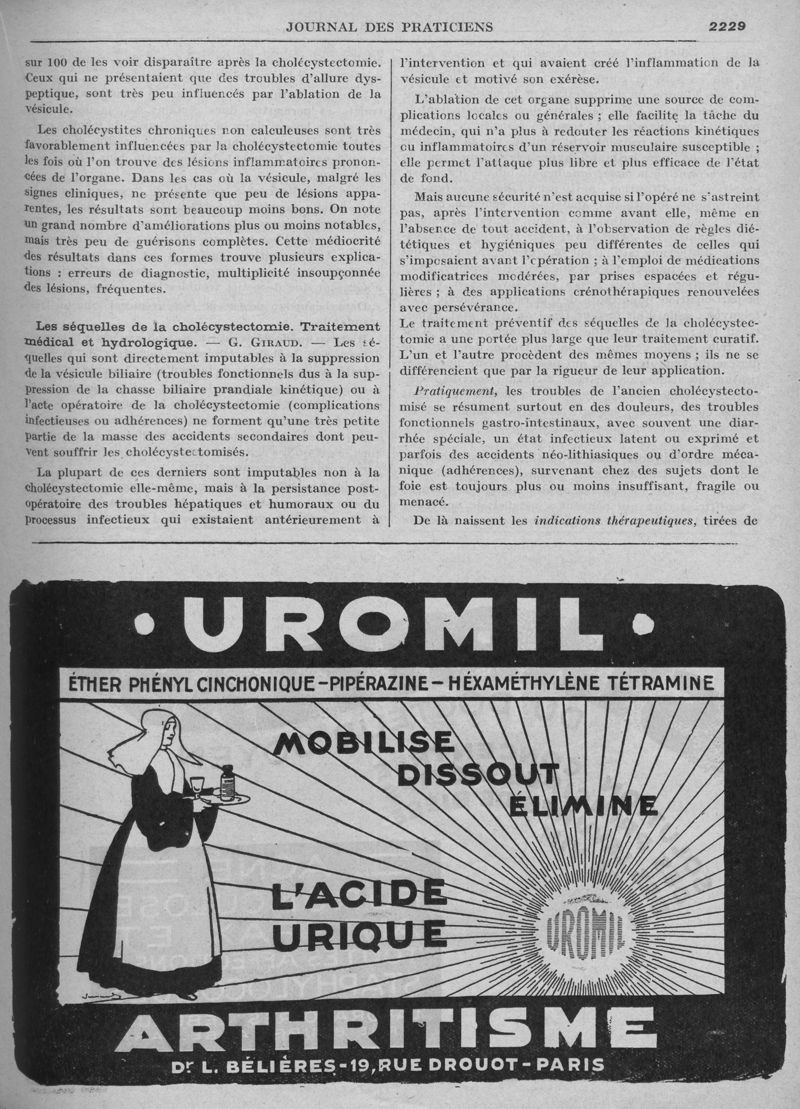 JOURNAL DES PRATICIENS 2229
sur 100 de les voir disparaître après la cholécystectomie.
Ceux qui ne présentaient que des troubles d'allure dys-
peptique, sont très peu influencés par l'ablation de la
vésicule.
Les cholécystites chroniques non calculeuses sont très
favorablement influencées par la cholécystectomie toutes
les fois où l'on trouve des lésions inflammatoires pronon-
cées de l'organe. Dans les cas où la vésicule, malgré les
signes cliniques, ne présente que peu de lésions appa-
rentes, les résultats sont beaucoup moins bons. On note
un grand nombre d'améliorations plus ou moins notables,
mais très peu de guérisons complètes. Cette médiocrité
des résultats dans ces formes trouve plusieurs explica-
tions : erreurs de diagnostic, multiplicité insoupçonnée
des lésions, fréquentes.
Les séquelles de la cholécystectomie. Traitement
médical et hydrologique. — G. GIRAUD. — Les sé-
quelles qui sont directement imputables à la suppression
de la vésicule biliaire (troubles fonctionnels dus à la sup-
pression de la chasse biliaire prandiale kinétique) ou à
l'acte opératoire de la cholécystectomie (complications
infectieuses ou adhérences) ne forment qu'une très petite
partie de la masse des accidents secondaires dont peu-
vent souffrir les cholécystectomisés.
La plupart de ces derniers sont imputables non à la
cholécystectomie elle-même, mais à la persistance post-
opératoire des troubles hépatiques et humoraux ou du
processus infectieux qui existaient antérieurement à
l'intervention et qui avaient créé l'inflammation de la
vésicule et motivé son exérèse.
L'ablation de cet organe supprime une source de com-
plications locales ou générales ; elle facilite la tâche du
médecin, qui n'a plus à redouter les réactions kinétiques
ou inflammatoires d'un réservoir musculaire susceptible ;
elle permet l'attaque plus libre et plus efficace de l'état
de fond.
Mais aucune sécurité n'est acquise si l'opéré ne s'astreint
pas, après l'intervention comme avant elle, même en
l'absence de tout accident, à l'observation de règles dié-
tétiques et hygiéniques peu différentes de celles qui
s'imposaient avant l'opération ; à l'emploi de médications
modificatrices modérées, par prises espacées et régu-
lières ; à des applications crénothérapiques renouvelées
avec persévérance.
Le traitement préventif des séquelles de la cholécystec-
tomie a une portée plus large que leur traitement curatif.
L'un et l'autre procèdent des mêmes moyens ; ils ne se
différencient que par la rigueur de leur application.
Pratiquement, les troubles de l'ancien cholécystecto-
misé se résument surtout en des douleurs, des troubles
fonctionnels gastro-intestinaux, avec souvent une diar-
rhée spéciale, un état infectieux latent ou exprimé et
parfois des accidents néo-lithiasiques ou d'ordre méca-
nique (adhérences), survenant chez des sujets dont le
foie est toujours plus ou moins insuffisant, fragile ou
menacé.
De là naissent les indications thérapeutiques, tirées de
· UROMIL ·
ÉTHER PHÉNYL CINCHONIQUE - PIPÉRAZINE - HÉXAMÉTHYLÈNE TÉTRAMINE
MOBILISE
DISSOUT
ÉLIMINE
L'ACIDE
URIQUE
UROMIL
ARTHRITISME
Dr L. BÉLIÈRES - 19, RUE DROUOT - PARIS